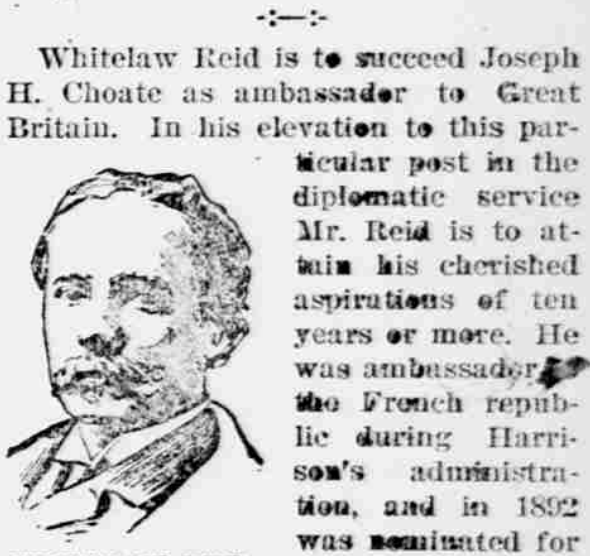 Whitelaw Reid is to succeed Joseph
H. Choate as ambassador to Great
Britain. In his elevation to this par-
ticular post in the
diplomatic service
Mr. Reid is to at-
tain his cherished
aspirations of ten
years or more. He
was ambassador
the French repub-
lic during Harri-
son's administra-
tion, and in 1892
was nominated for